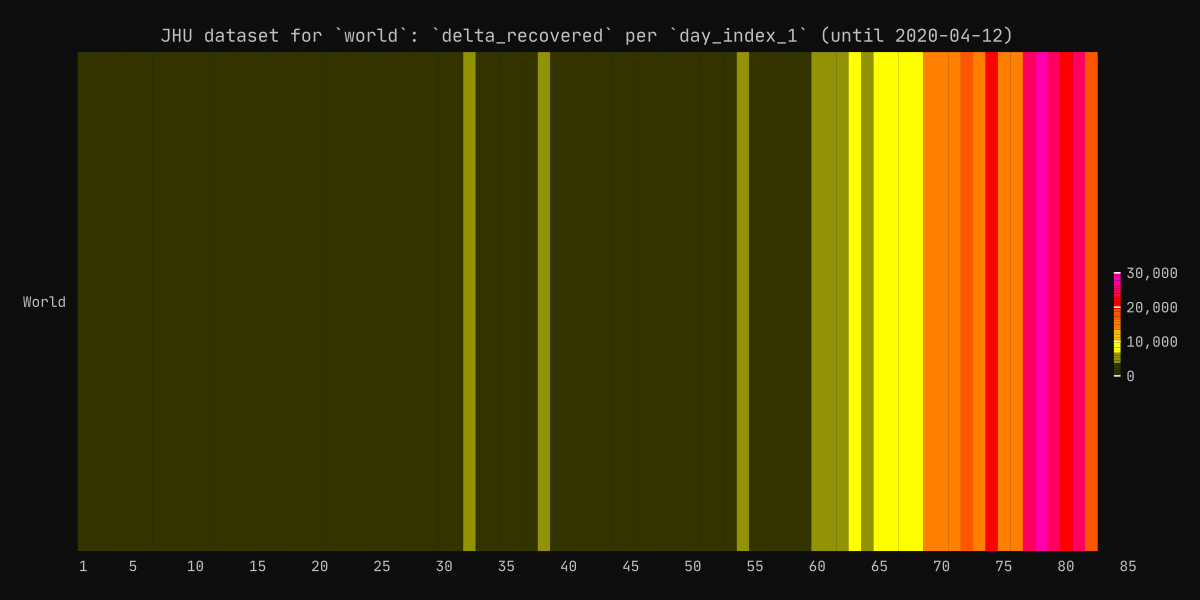 JHU dataset for `world`: `delta_recovered` per `day_index_1` (until 2020-04-12)
World
30,000
20,000
10,000
0
1 5 10 15 20 25 30 35 40 45 50 55 60 65 70 75 80 85